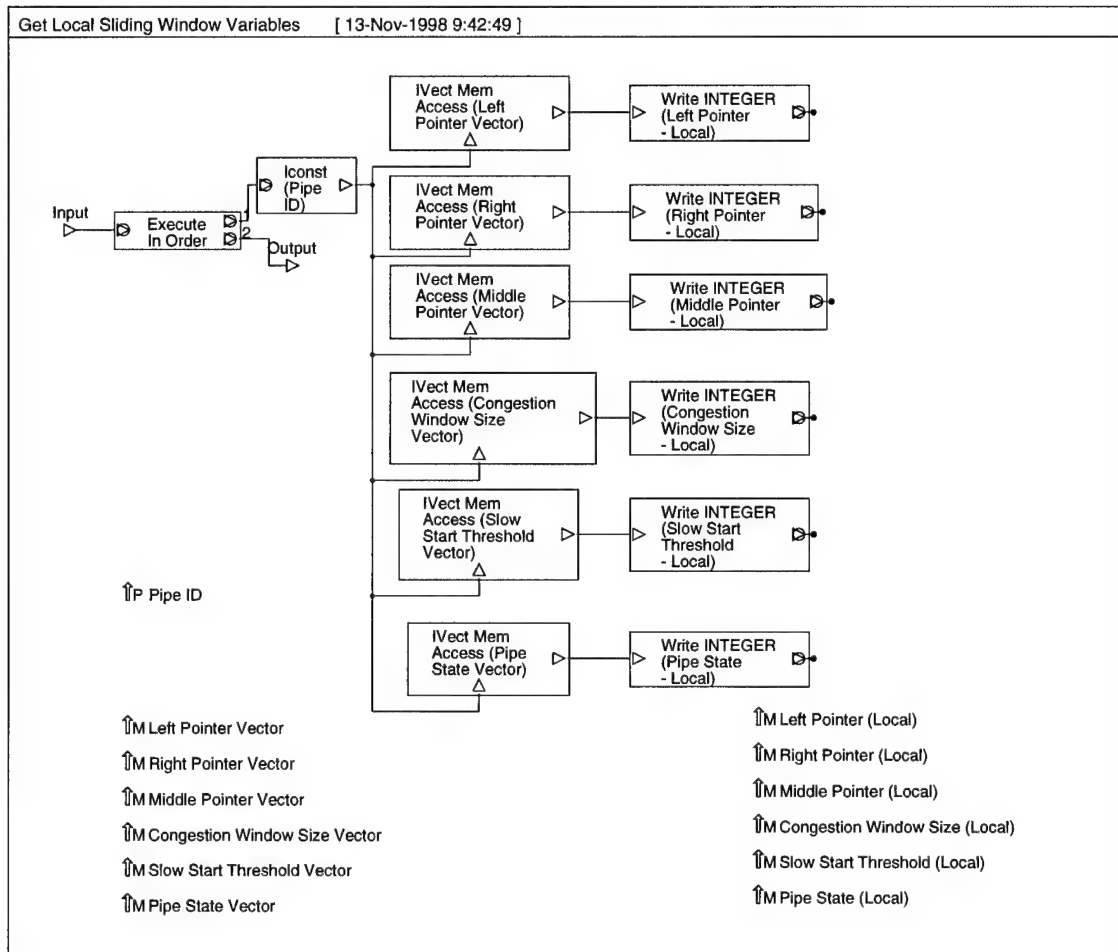 Get Local Sliding Window Variables [ 13-Nov-1998 9:42:49 ]
IVect Mem
Access (Left
Pointer Vector)
Write INTEGER
(Left Pointer
- Local)
Iconst
(Pipe
ID)
Input
Execute
In Order
1
2
Output
IVect Mem
Access (Right
Pointer Vector)
Write INTEGER
(Right Pointer
- Local)
IVect Mem
Access (Middle
Pointer Vector)
Write INTEGER
(Middle Pointer
- Local)
IVect Mem
Access (Congestion
Window Size
Vector)
Write INTEGER
(Congestion
Window Size
- Local)
IVect Mem
Access (Slow
Start Threshold
Vector)
Write INTEGER
(Slow Start
Threshold
- Local)
⇑P Pipe ID
IVect Mem
Access (Pipe
State Vector)
Write INTEGER
(Pipe State
- Local)
⇑M Left Pointer Vector
⇑M Right Pointer Vector
⇑M Middle Pointer Vector
⇑M Congestion Window Size Vector
⇑M Slow Start Threshold Vector
⇑M Pipe State Vector
⇑M Left Pointer (Local)
⇑M Right Pointer (Local)
⇑M Middle Pointer (Local)
⇑M Congestion Window Size (Local)
⇑M Slow Start Threshold (Local)
⇑M Pipe State (Local)